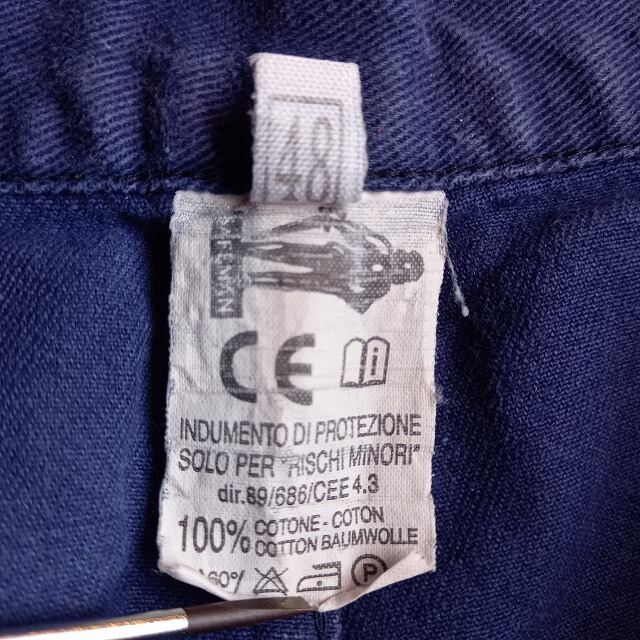 48
CE
i
INDUMENTO DI PROTEZIONE
SOLO PER "RISCHI MINORI"
dir.89/686/CEE 4.3
100% COTONE - COTON
COTTON BAUMWOLLE
60° P